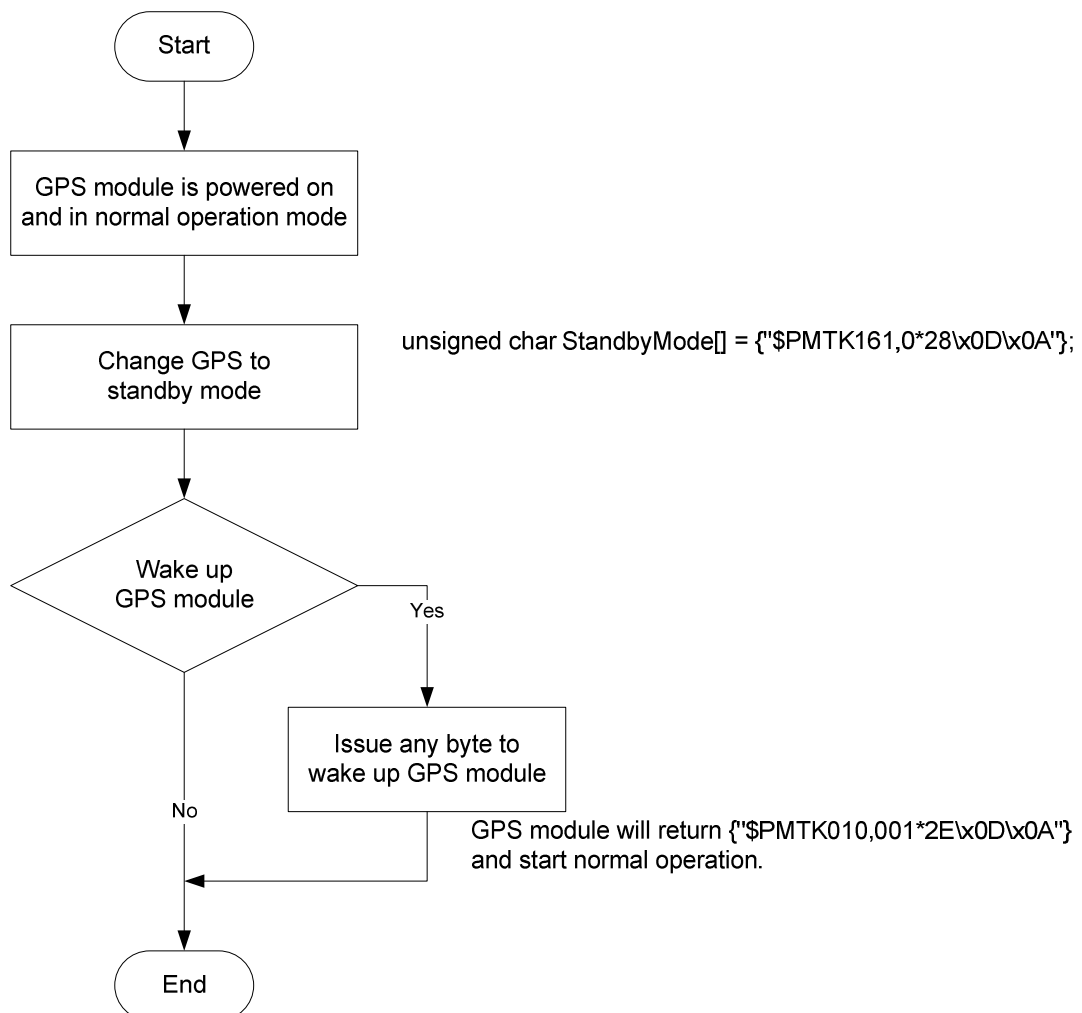 Start
GPS module is powered on
and in normal operation mode
Change GPS to
standby mode
unsigned char StandbyMode[] = {"$PMTK161,0*28\x0D\x0A"};
Wake up
GPS module
Yes
Issue any byte to
wake up GPS module
No
GPS module will return {"$PMTK010,001*2E\x0D\x0A"}
and start normal operation.
End